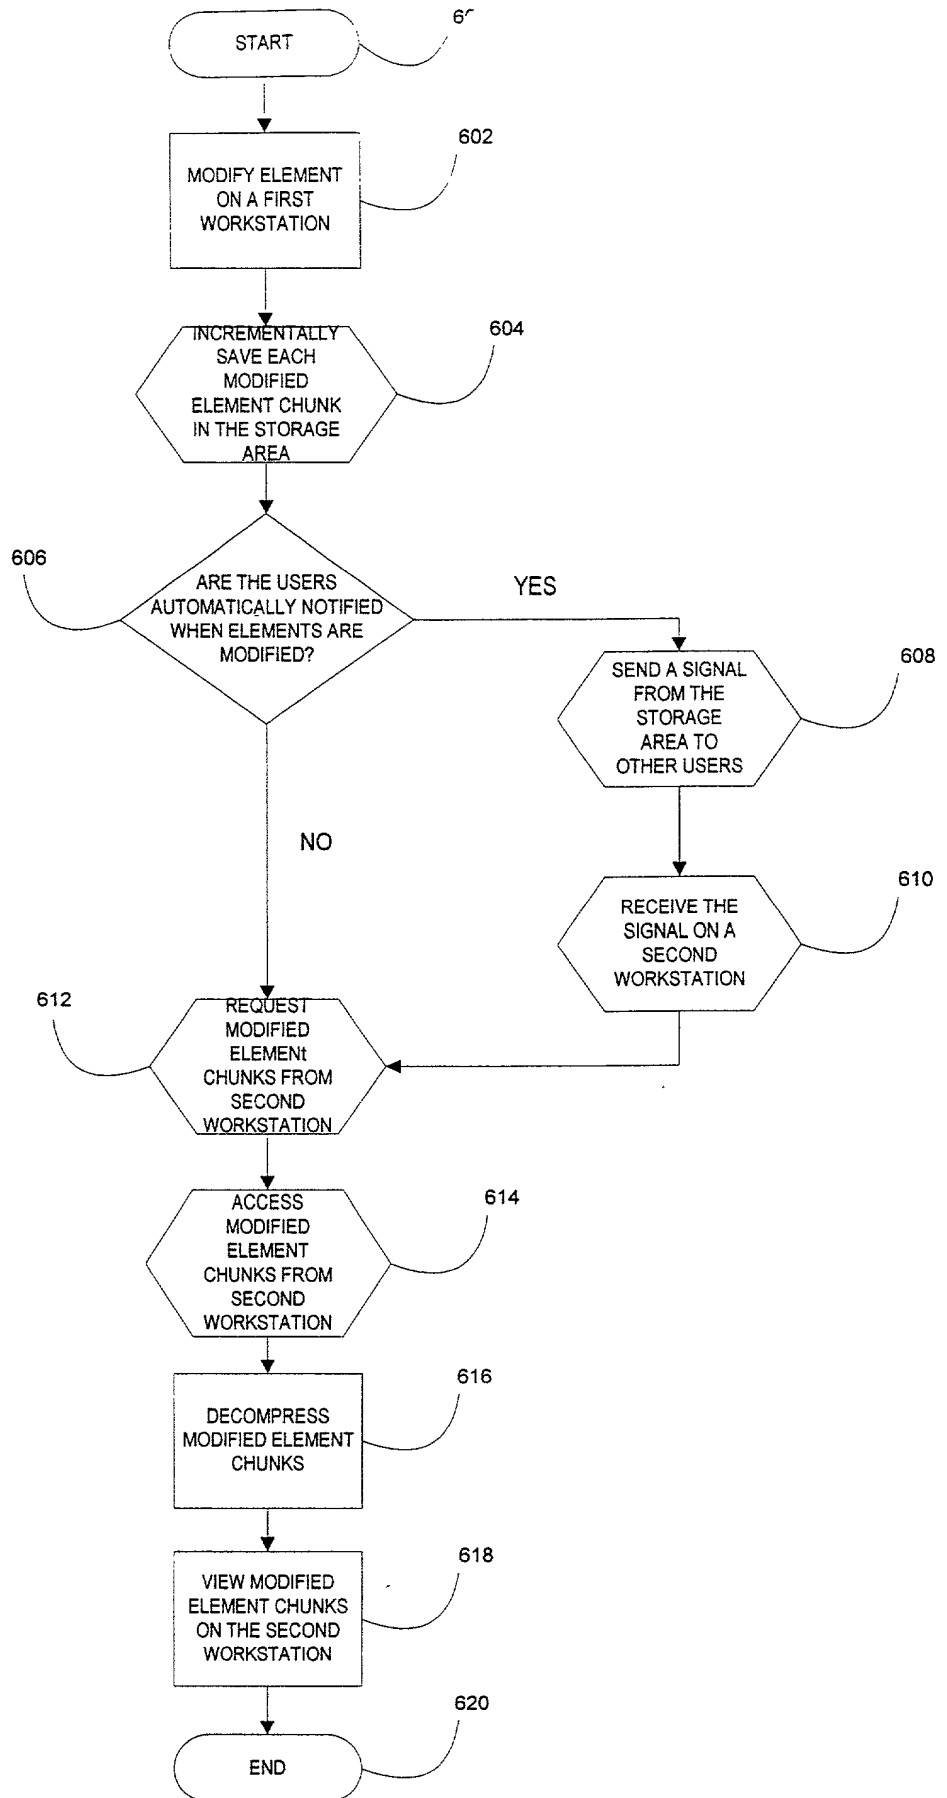 START
602
MODIFY ELEMENT
ON A FIRST
WORKSTATION
604
INCREMENTALLY
SAVE EACH
MODIFIED
ELEMENT CHUNK
IN THE STORAGE
AREA
606
ARE THE USERS
AUTOMATICALLY NOTIFIED
WHEN ELEMENTS ARE
MODIFIED?
YES
608
SEND A SIGNAL
FROM THE
STORAGE
AREA TO
OTHER USERS
NO
610
RECEIVE THE
SIGNAL ON A
SECOND
WORKSTATION
612
REQUEST
MODIFIED
ELEMENt
CHUNKS FROM
SECOND
WORKSTATION
614
ACCESS
MODIFIED
ELEMENT
CHUNKS FROM
SECOND
WORKSTATION
616
DECOMPRESS
MODIFIED ELEMENT
CHUNKS
618
VIEW MODIFIED
ELEMENT CHUNKS
ON THE SECOND
WORKSTATION
620
END